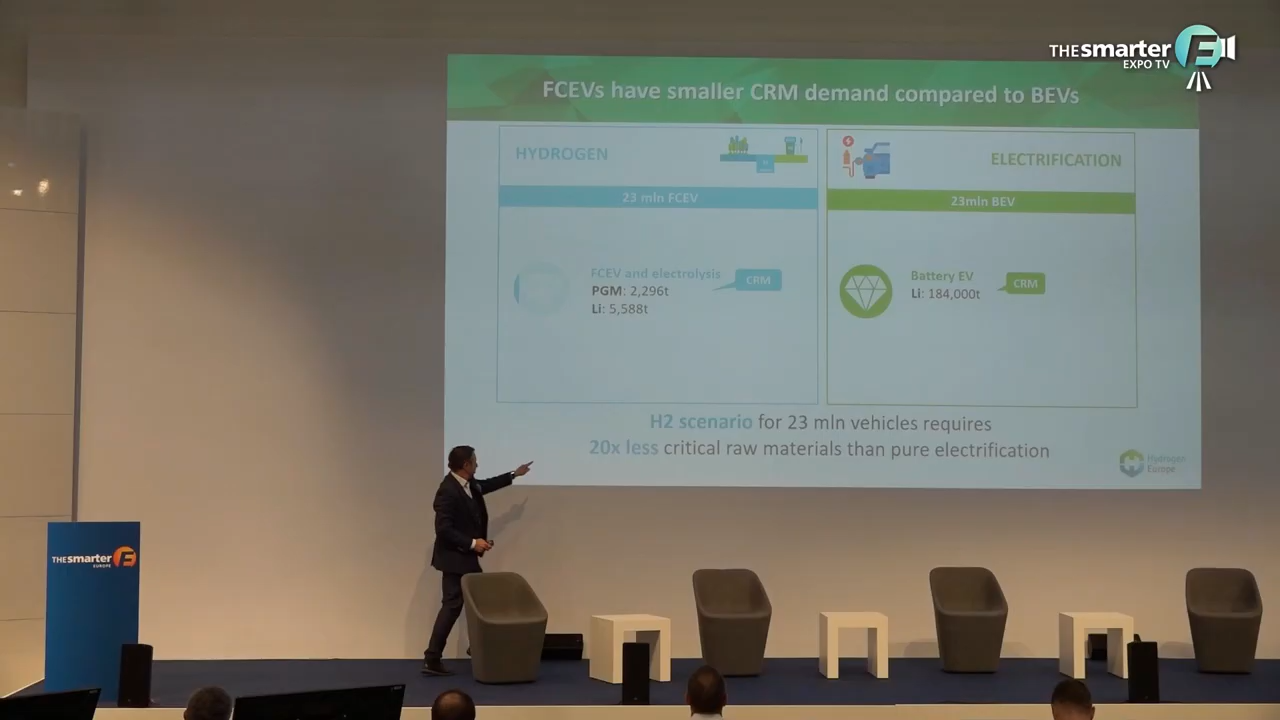 THE smarter E
EXPO TV
FCEVs have smaller CRM demand compared to BEVs
HYDROGEN
23 mln FCEV
FCEV and electrolysis
CRM
PGM: 2,296t
Li: 5,588t
ELECTRIFICATION
23mln BEV
Battery EV
CRM
Li: 184,000t
H2 scenario for 23 mln vehicles requires
20x less critical raw materials than pure electrification
Hydrogen
Europe
THE smarter E
EUROPE